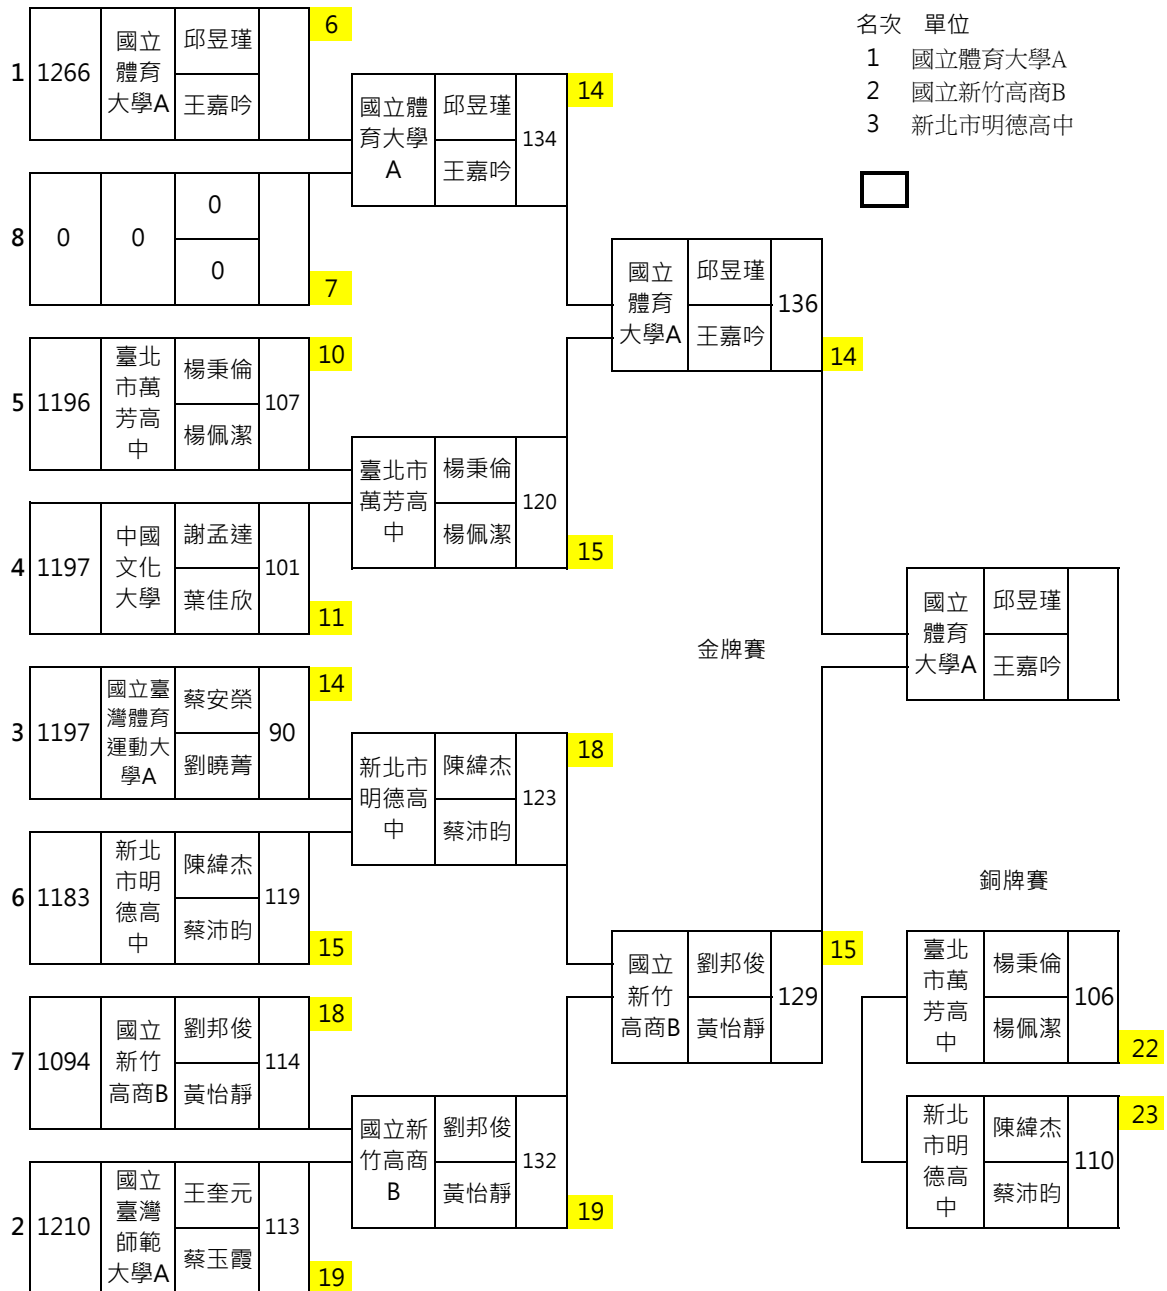 名次 單位
1 國立體育大學A
2 國立新竹高商B
3 新北市明德高中
1 1266 國立
體育
大學A
邱昱瑾
王嘉吟
6
8 0 0
0
0
7
5 1196 臺北
市萬
芳高
中
楊秉倫
楊佩潔
107
10
4 1197 中國
文化
大學
謝孟達
葉佳欣
101
11
3 1197 國立臺
灣體育
運動大
學A
蔡安榮
劉曉菁
90
14
6 1183 新北
市明
德高
中
陳緯杰
蔡沛昀
119
15
7 1094 國立
新竹
高商B
劉邦俊
黃怡靜
114
18
2 1210 國立
臺灣
師範
大學A
王奎元
蔡玉霞
113
19
國立體
育大學
A
邱昱瑾
王嘉吟
134
14
臺北市
萬芳高
中
楊秉倫
楊佩潔
120
15
新北市
明德高
中
陳緯杰
蔡沛昀
123
18
國立新
竹高商
B
劉邦俊
黃怡靜
132
19
國立
體育
大學A
邱昱瑾
王嘉吟
136
14
國立
新竹
高商B
劉邦俊
黃怡靜
129
15
金牌賽
國立
體育
大學A
邱昱瑾
王嘉吟
銅牌賽
臺北
市萬
芳高
中
楊秉倫
楊佩潔
106
22
新北
市明
德高
中
陳緯杰
蔡沛昀
110
23